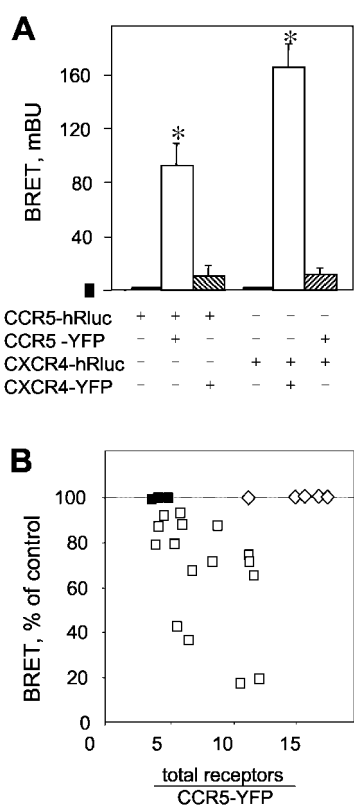 A
BRET, mBU
160
120
80
40
*
*
CCR5-hRluc + + + – – –
CCR5 -YFP – + – – – +
CXCR4-hRluc – – – + + +
CXCR4-YFP – – + – + –
B
BRET, % of control
100
80
60
40
20
0
0 5 10 15
total receptors
CCR5-YFP